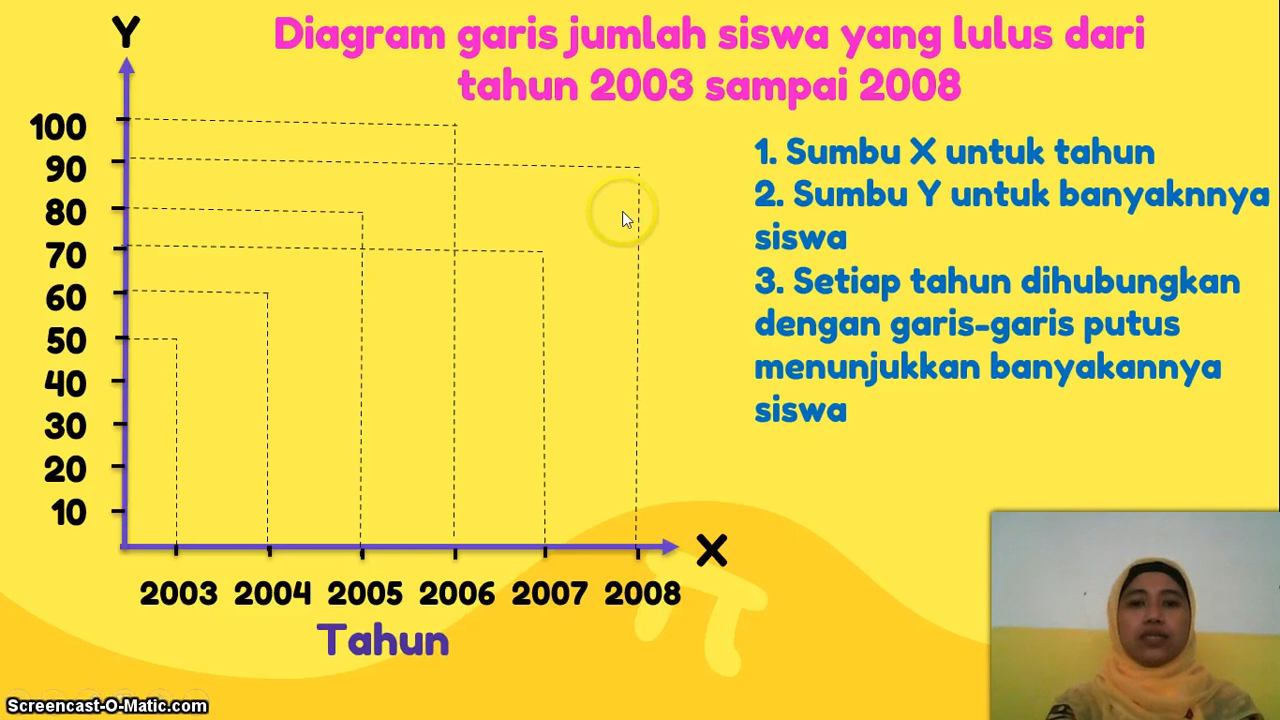 Y
Diagram garis jumlah siswa yang lulus dari
tahun 2003 sampai 2008
100
90
80
70
60
50
40
30
20
10
X
2003 2004 2005 2006 2007 2008
Tahun
1. Sumbu X untuk tahun
2. Sumbu Y untuk banyaknnya
siswa
3. Setiap tahun dihubungkan
dengan garis-garis putus
menunjukkan banyakannya
siswa
Screencast-O-Matic.com